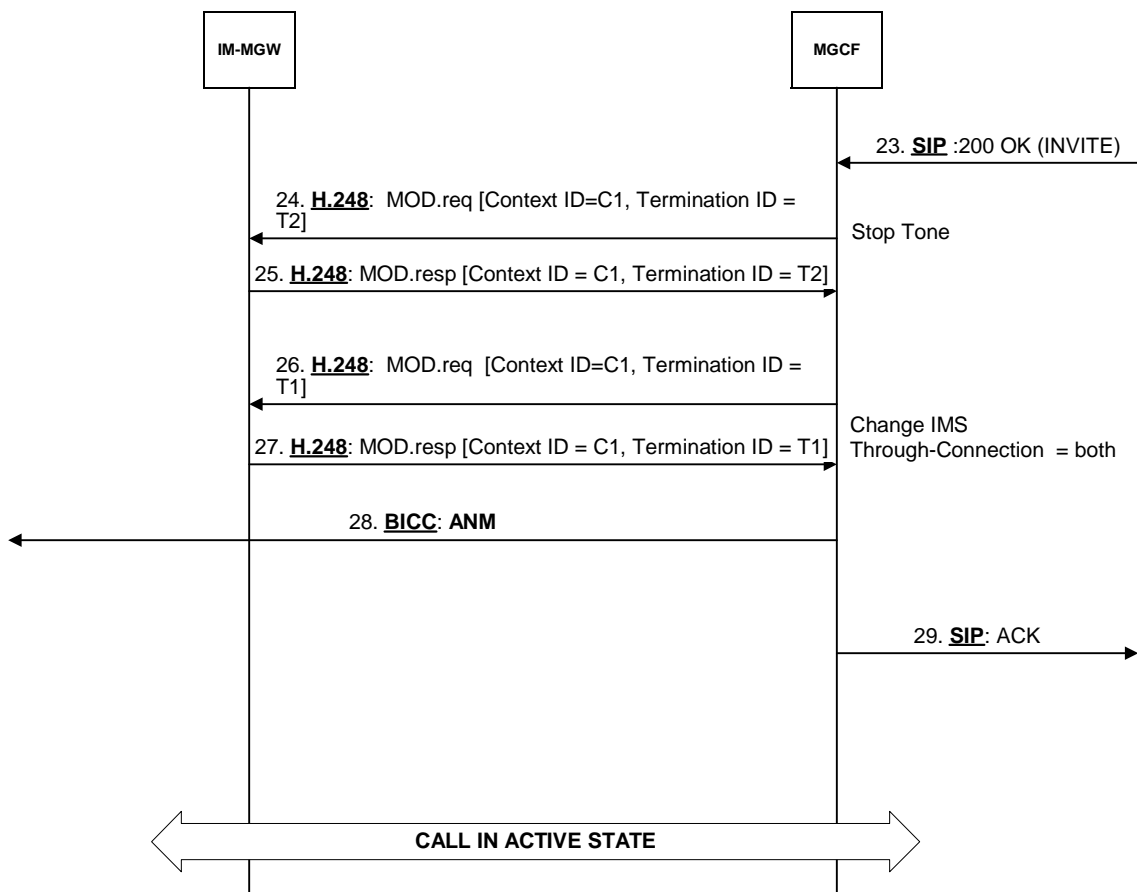 IM-MGW
MGCF
23. SIP :200 OK (INVITE)
24. H.248:  MOD.req [Context ID=C1, Termination ID =
T2]
Stop Tone
25. H.248: MOD.resp [Context ID = C1, Termination ID = T2]
26. H.248:  MOD.req  [Context ID=C1, Termination ID =
T1]
Change IMS
Through-Connection  = both
27. H.248: MOD.resp [Context ID = C1, Termination ID = T1]
28. BICC: ANM
29. SIP: ACK
CALL IN ACTIVE STATE